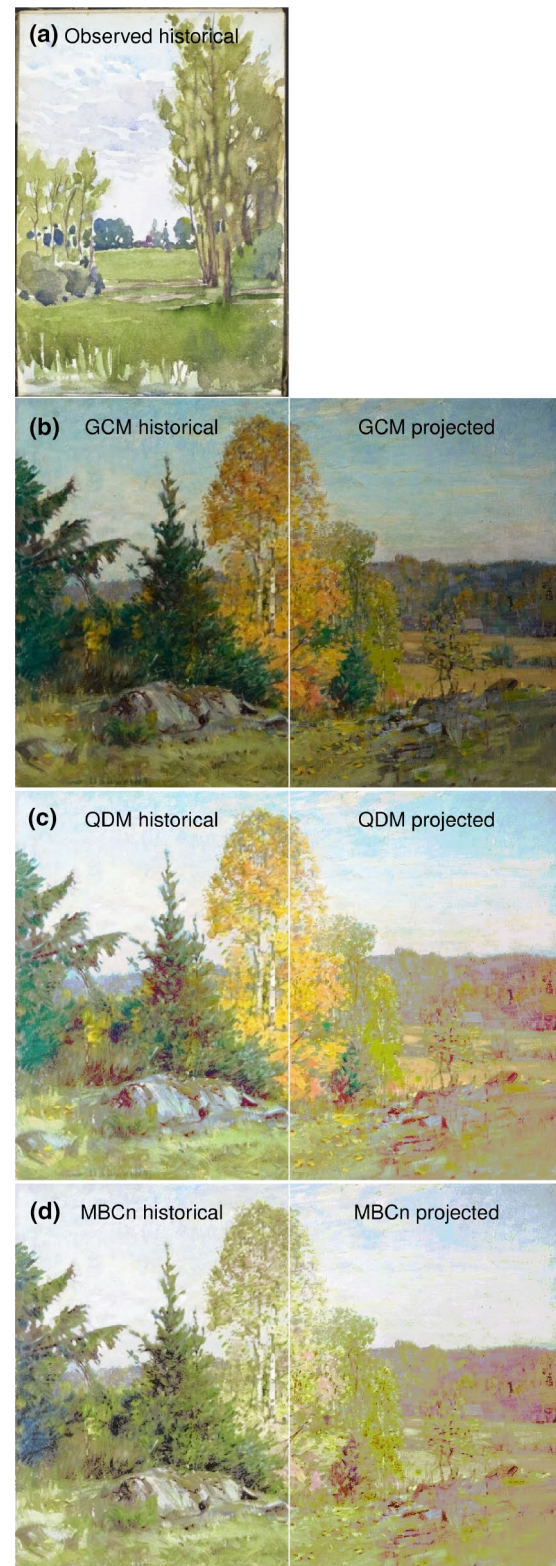 (a) Observed historical
(b) GCM historical GCM projected
(c) QDM historical QDM projected
(d) MBCn historical MBCn projected